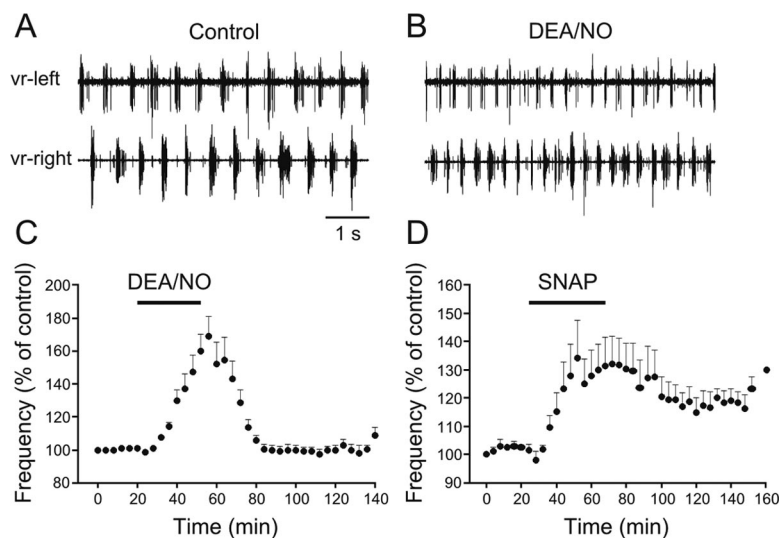 A
Control
B
DEA/NO
vr-left
vr-right
1 s
C
DEA/NO
Frequency (% of control)
200
180
160
140
120
100
80
0 20 40 60 80 100 120 140
Time (min)
D
SNAP
Frequency (% of control)
160
150
140
130
120
110
100
90
0 20 40 60 80 100 120 140 160
Time (min)